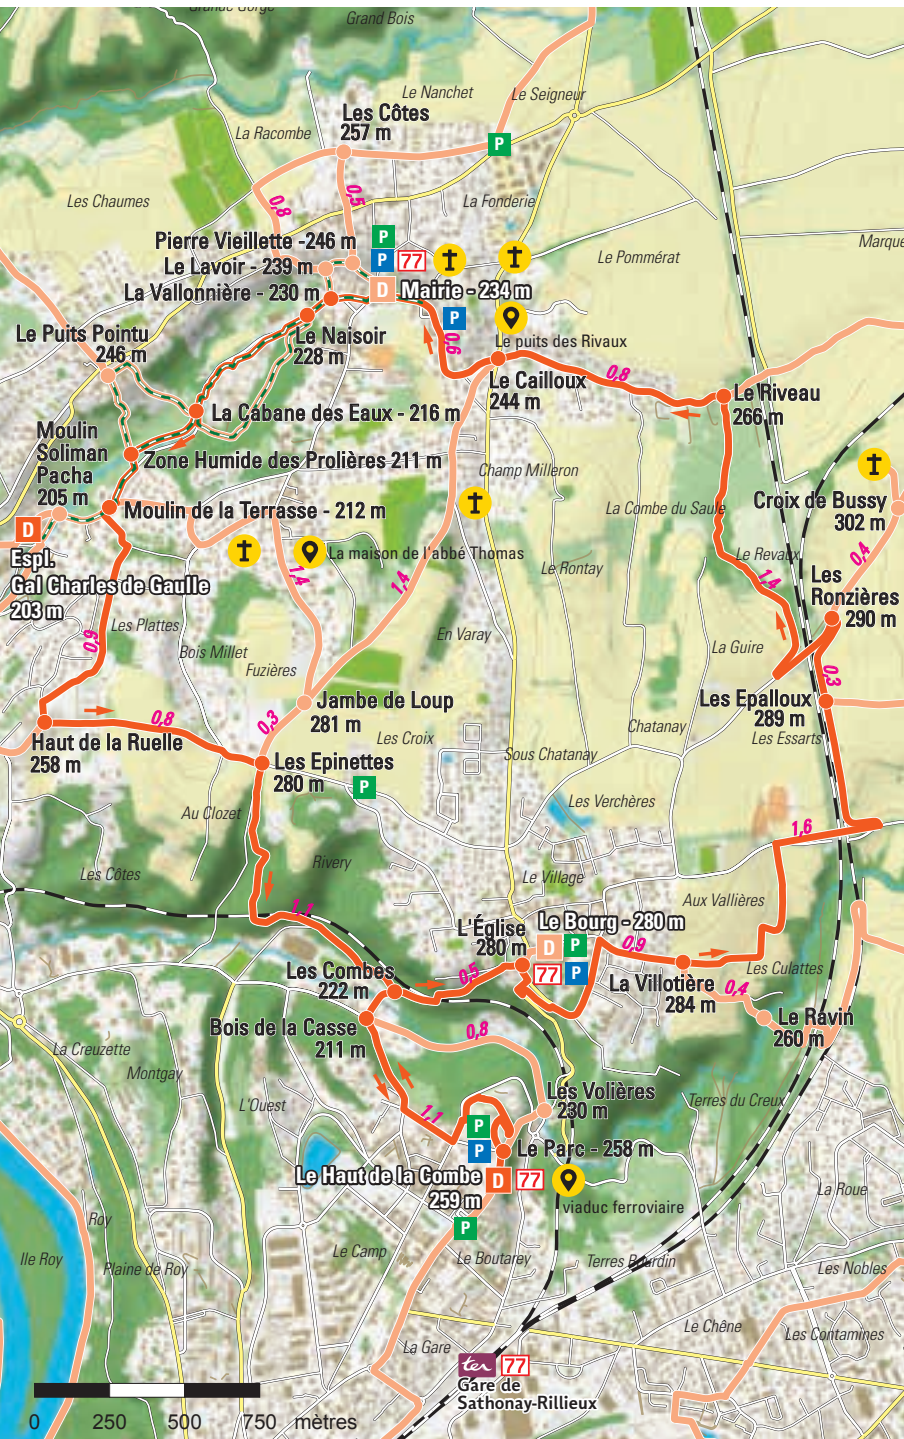 Grande Gorge
Grand Bois
Le Nanchet
Le Seigneur
Les Côtes
257 m
La Racombe
P
Les Chaumes
0,8
0,5
La Fonderie
Pierre Vieillette -246 m
P
Marque
Le Lavoir - 239 m
P
77
Le Pommérat
La Vallonnière - 230 m
D
Mairie - 234 m
P
Le Puits Pointu
246 m
Le Naisoir
228 m
0,6
Le puits des Rivaux
Le Cailloux
244 m
0,8
Le Riveau
266 m
La Cabane des Eaux - 216 m
Moulin
Soliman
Pacha
205 m
Zone Humide des Prolières 211 m
Champ Milleron
Croix de Bussy
302 m
Moulin de la Terrasse - 212 m
La Combe du Saule
D
Espl.
Gal Charles de Gaulle
203 m
La maison de l'abbé Thomas
Le Rontay
Le Revaux
0,4
1,4
1,4
1,4
Les
Ronzières
290 m
Les Plattes
0,9
Bois Millet
En Varay
La Guire
Fuzières
0,3
Jambe de Loup
281 m
Les Epalloux
289 m
0,8
0,3
Haut de la Ruelle
258 m
Les Croix
Chatanay
Les Essarts
Sous Chatanay
Les Epinettes
280 m
P
Les Verchères
Au Clozet
1,6
Rivery
Les Côtes
Le Village
Aux Vallières
1,1
L'Église
280 m
Le Bourg - 280 m
D
P
0,9
77
P
Les Combes
222 m
0,5
La Villotière
284 m
Les Culattes
0,4
Bois de la Casse
211 m
0,8
Le Ravin
260 m
La Creuzette
Montgay
L'Ouest
Les Volières
230 m
Terres du Creux
1,1
P
P
Le Parc - 258 m
Le Haut de la Combe
259 m
D
77
viaduc ferroviaire
La Roue
P
Roy
Ile Roy
Plaine de Roy
Le Camp
Le Boutarey
Terres Bourdin
Les Nobles
Le Chêne
Les Contamines
La Gare
ter
77
Gare de
Sathonay-Rillieux
0 250 500 750 mètres